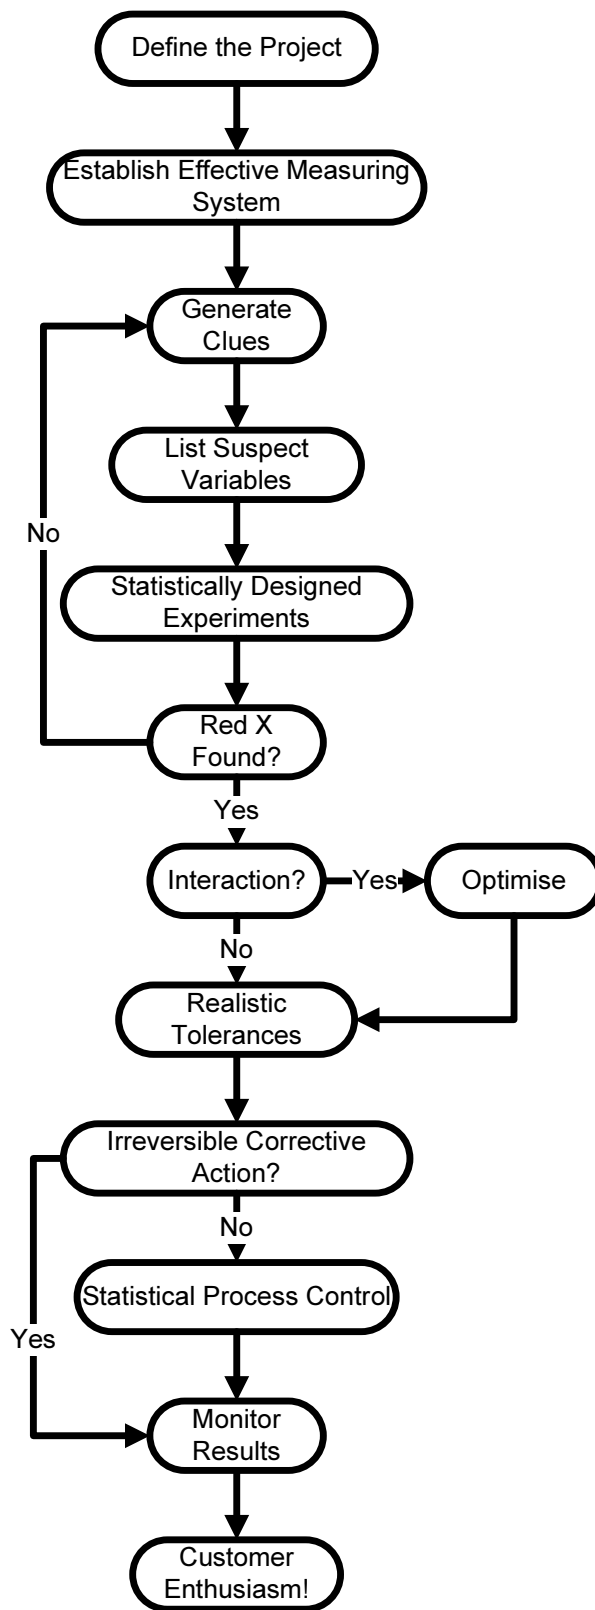 Define the Project
Establish Effective Measuring
System
Generate
Clues
List Suspect
Variables
No
Statistically Designed
Experiments
Red X
Found?
Yes
Interaction?
Yes
Optimise
No
Realistic
Tolerances
Irreversible Corrective
Action?
No
Statistical Process Control
Yes
Monitor
Results
Customer
Enthusiasm!